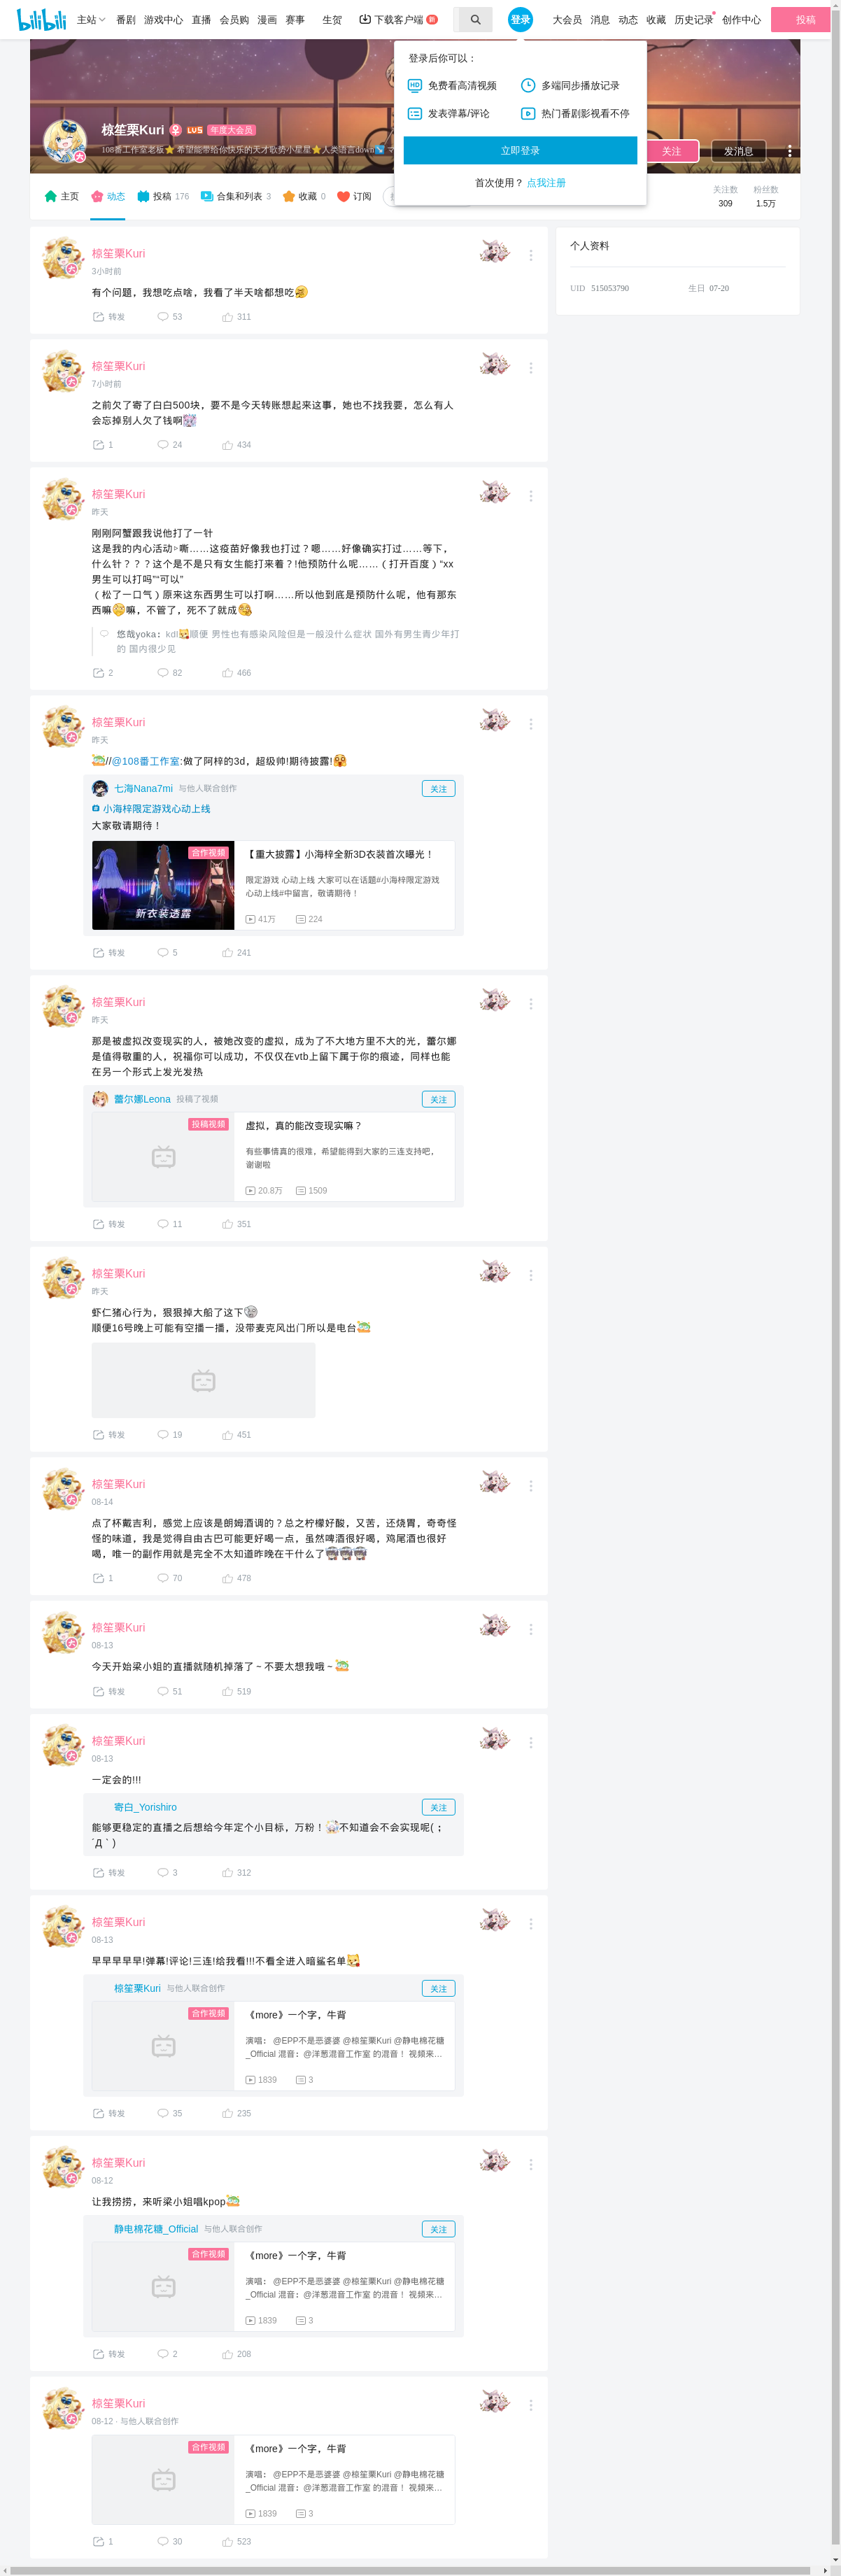 bilibili 主站 番剧 游戏中心 直播 会员购 漫画 赛事 生贺 下载客户端 登录 大会员 消息 动态 收藏 历史记录 创作中心 投稿
登录后你可以：
免费看高清视频 多端同步播放记录
发表弹幕/评论 热门番剧影视看不停
立即登录
首次使用？ 点我注册
椋笙栗Kuri LV5 年度大会员
108番工作室老板 希望能带给你快乐的天才歌势小星星 人类语言down
关注 发消息
主页 动态 投稿 176 合集和列表 3 收藏 0 订阅
关注数 粉丝数
309 1.5万
个人资料
UID 515053790 生日 07-20
椋笙栗Kuri
3小时前
有个问题，我想吃点啥，我看了半天啥都想吃
转发 53 311
椋笙栗Kuri
7小时前
之前欠了寄了白白500块，要不是今天转账想起来这事，她也不找我要，怎么有人
会忘掉别人欠了钱啊
1 24 434
椋笙栗Kuri
昨天
刚刚阿蟹跟我说他打了一针
这是我的内心活动▷嘶……这疫苗好像我也打过？嗯……好像确实打过……等下，
什么针？？？这个是不是只有女生能打来着？!他预防什么呢……（打开百度）“xx
男生可以打吗”“可以”
（松了一口气）原来这东西男生可以打啊……所以他到底是预防什么呢，他有那东
西嘛 嘛，不管了，死不了就成
悠哉yoka：kdl 顺便 男性也有感染风险但是一般没什么症状 国外有男生青少年打
的 国内很少见
2 82 466
椋笙栗Kuri
昨天
//@108番工作室:做了阿梓的3d，超级帅!期待披露!
七海Nana7mi 与他人联合创作 关注
小海梓限定游戏心动上线
大家敬请期待！
合作视频
新衣装透露
【重大披露】小海梓全新3D衣装首次曝光！
限定游戏 心动上线 大家可以在话题#小海梓限定游戏
心动上线#中留言，敬请期待！
41万 224
转发 5 241
椋笙栗Kuri
昨天
那是被虚拟改变现实的人，被她改变的虚拟，成为了不大地方里不大的光，蕾尔娜
是值得敬重的人，祝福你可以成功，不仅仅在vtb上留下属于你的痕迹，同样也能
在另一个形式上发光发热
蕾尔娜Leona 投稿了视频 关注
投稿视频
虚拟，真的能改变现实嘛？
有些事情真的很难，希望能得到大家的三连支持吧，
谢谢啦
20.8万 1509
转发 11 351
椋笙栗Kuri
昨天
虾仁猪心行为，狠狠掉大船了这下
顺便16号晚上可能有空播一播，没带麦克风出门所以是电台
转发 19 451
椋笙栗Kuri
08-14
点了杯戴吉利，感觉上应该是朗姆酒调的？总之柠檬好酸，又苦，还烧胃，奇奇怪
怪的味道，我是觉得自由古巴可能更好喝一点，虽然啤酒很好喝，鸡尾酒也很好
喝，唯一的副作用就是完全不太知道昨晚在干什么了
1 70 478
椋笙栗Kuri
08-13
今天开始梁小姐的直播就随机掉落了～不要太想我哦～
转发 51 519
椋笙栗Kuri
08-13
一定会的!!!
寄白_Yorishiro 关注
能够更稳定的直播之后想给今年定个小目标，万粉！ 不知道会不会实现呢(；
´Д｀)
转发 3 312
椋笙栗Kuri
08-13
早早早早早!弹幕!评论!三连!给我看!!!不看全进入暗鲨名单
椋笙栗Kuri 与他人联合创作 关注
合作视频
《more》一个字，牛背
演唱： @EPP不是恶婆婆 @椋笙栗Kuri @静电棉花糖
_Official 混音：@洋葱混音工作室 的混音！ 视频来…
1839 3
转发 35 235
椋笙栗Kuri
08-12
让我捞捞，来听梁小姐唱kpop
静电棉花糖_Official 与他人联合创作 关注
合作视频
《more》一个字，牛背
演唱： @EPP不是恶婆婆 @椋笙栗Kuri @静电棉花糖
_Official 混音：@洋葱混音工作室 的混音！ 视频来…
1839 3
转发 2 208
椋笙栗Kuri
08-12 · 与他人联合创作
合作视频
《more》一个字，牛背
演唱： @EPP不是恶婆婆 @椋笙栗Kuri @静电棉花糖
_Official 混音：@洋葱混音工作室 的混音！ 视频来…
1839 3
1 30 523